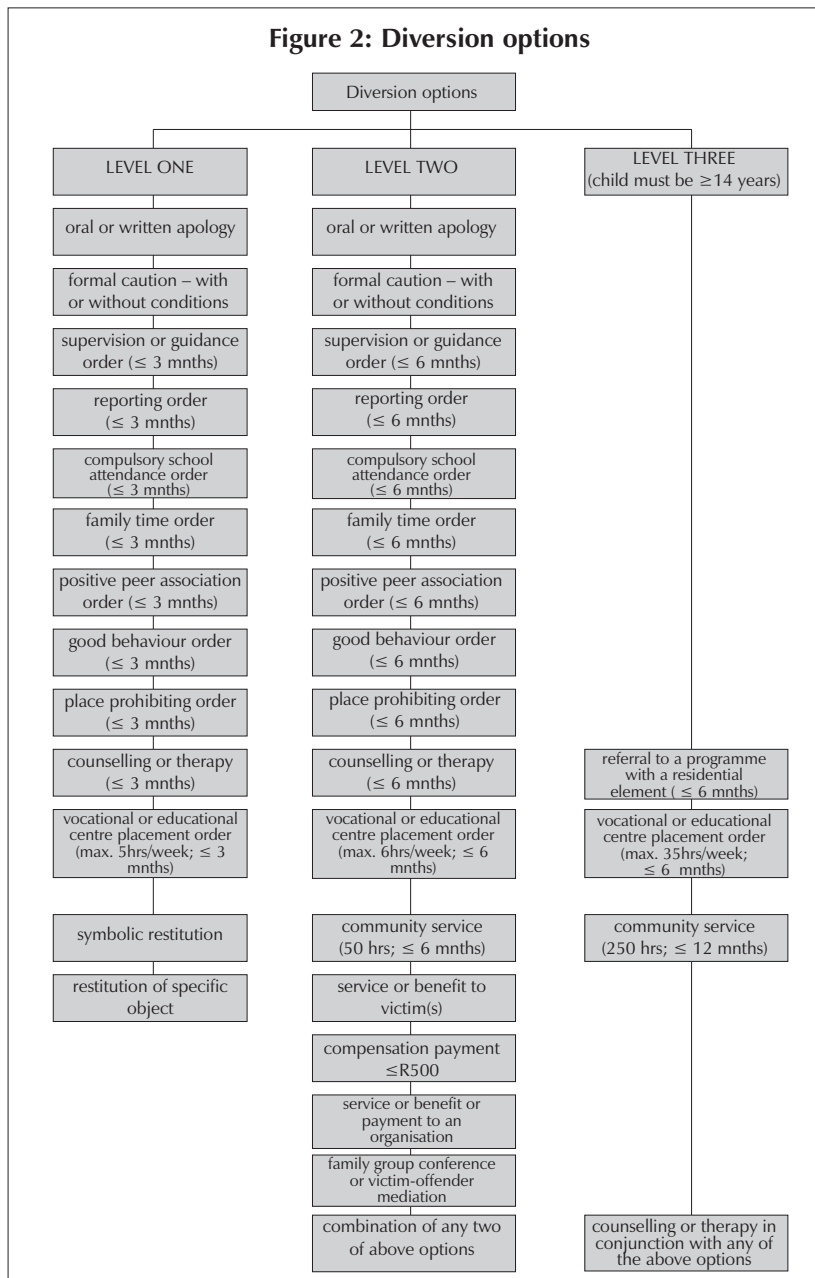 Figure 2: Diversion options
Diversion options
LEVEL ONE
oral or written apology
formal caution – with
or without conditions
supervision or guidance
order (≤ 3 mnths)
reporting order
(≤ 3 mnths)
compulsory school
attendance order
(≤ 3 mnths)
family time order
(≤ 3 mnths)
positive peer association
order (≤ 3 mnths)
good behaviour order
(≤ 3 mnths)
place prohibiting order
(≤ 3 mnths)
counselling or therapy
(≤ 3 mnths)
vocational or educational
centre placement order
(max. 5hrs/week; ≤ 3
mnths)
symbolic restitution
restitution of specific
object
LEVEL TWO
oral or written apology
formal caution – with
or without conditions
supervision or guidance
order (≤ 6 mnths)
reporting order
(≤ 6 mnths)
compulsory school
attendance order
(≤ 6 mnths)
family time order
(≤ 6 mnths)
positive peer association
order (≤ 6 mnths)
good behaviour order
(≤ 6 mnths)
place prohibiting order
(≤ 6 mnths)
counselling or therapy
(≤ 6 mnths)
vocational or educational
centre placement order
(max. 6hrs/week; ≤ 6
mnths)
community service
(50 hrs; ≤ 6 mnths)
service or benefit to
victim(s)
compensation payment
≤R500
service or benefit or
payment to an
organisation
family group conference
or victim-offender
mediation
combination of any two
of above options
LEVEL THREE
(child must be ≥14 years)
referral to a programme
with a residential
element ( ≤ 6 mnths)
vocational or educational
centre placement order
(max. 35hrs/week;
≤ 6 mnths)
community service
(250 hrs; ≤ 12 mnths)
counselling or therapy in
conjunction with any of
the above options